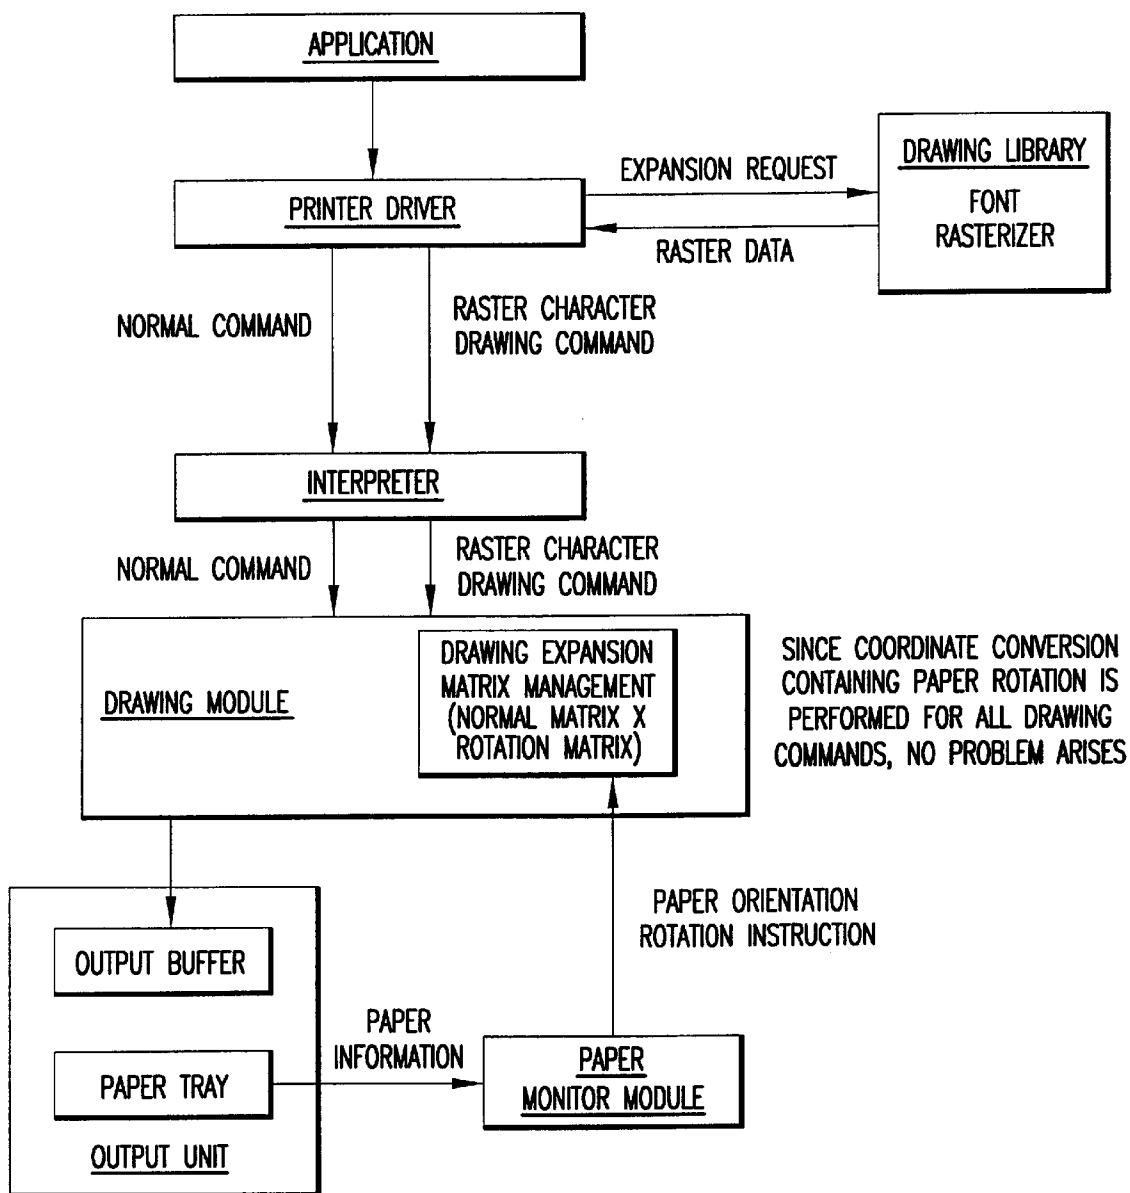 APPLICATION
PRINTER DRIVER
EXPANSION REQUEST
RASTER DATA
DRAWING LIBRARY
FONT
RASTERIZER
NORMAL COMMAND
RASTER CHARACTER
DRAWING COMMAND
INTERPRETER
NORMAL COMMAND
RASTER CHARACTER
DRAWING COMMAND
DRAWING MODULE
DRAWING EXPANSION
MATRIX MANAGEMENT
(NORMAL MATRIX X
ROTATION MATRIX)
SINCE COORDINATE CONVERSION
CONTAINING PAPER ROTATION IS
PERFORMED FOR ALL DRAWING
COMMANDS, NO PROBLEM ARISES
PAPER ORIENTATION
ROTATION INSTRUCTION
OUTPUT BUFFER
PAPER TRAY
OUTPUT UNIT
PAPER
INFORMATION
PAPER
MONITOR MODULE